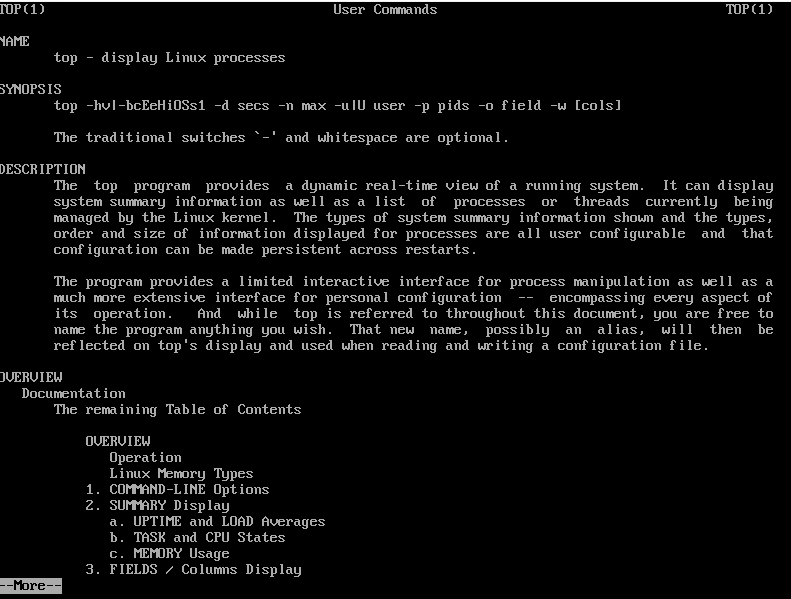 TOP(1) User Commands TOP(1)
NAME
top - display Linux processes
SYNOPSIS
top -hv|-bcEeHiOSs1 -d secs -n max -u|U user -p pids -o field -w [cols]
The traditional switches `-' and whitespace are optional.
DESCRIPTION
The top program provides a dynamic real-time view of a running system. It can display
system summary information as well as a list of processes or threads currently being
managed by the Linux kernel. The types of system summary information shown and the types,
order and size of information displayed for processes are all user configurable and that
configuration can be made persistent across restarts.
The program provides a limited interactive interface for process manipulation as well as a
much more extensive interface for personal configuration -- encompassing every aspect of
its operation. And while top is referred to throughout this document, you are free to
name the program anything you wish. That new name, possibly an alias, will then be
reflected on top's display and used when reading and writing a configuration file.
OVERVIEW
Documentation
The remaining Table of Contents
OVERVIEW
Operation
Linux Memory Types
1. COMMAND-LINE Options
2. SUMMARY Display
a. UPTIME and LOAD Averages
b. TASK and CPU States
c. MEMORY Usage
3. FIELDS / Columns Display
--More--